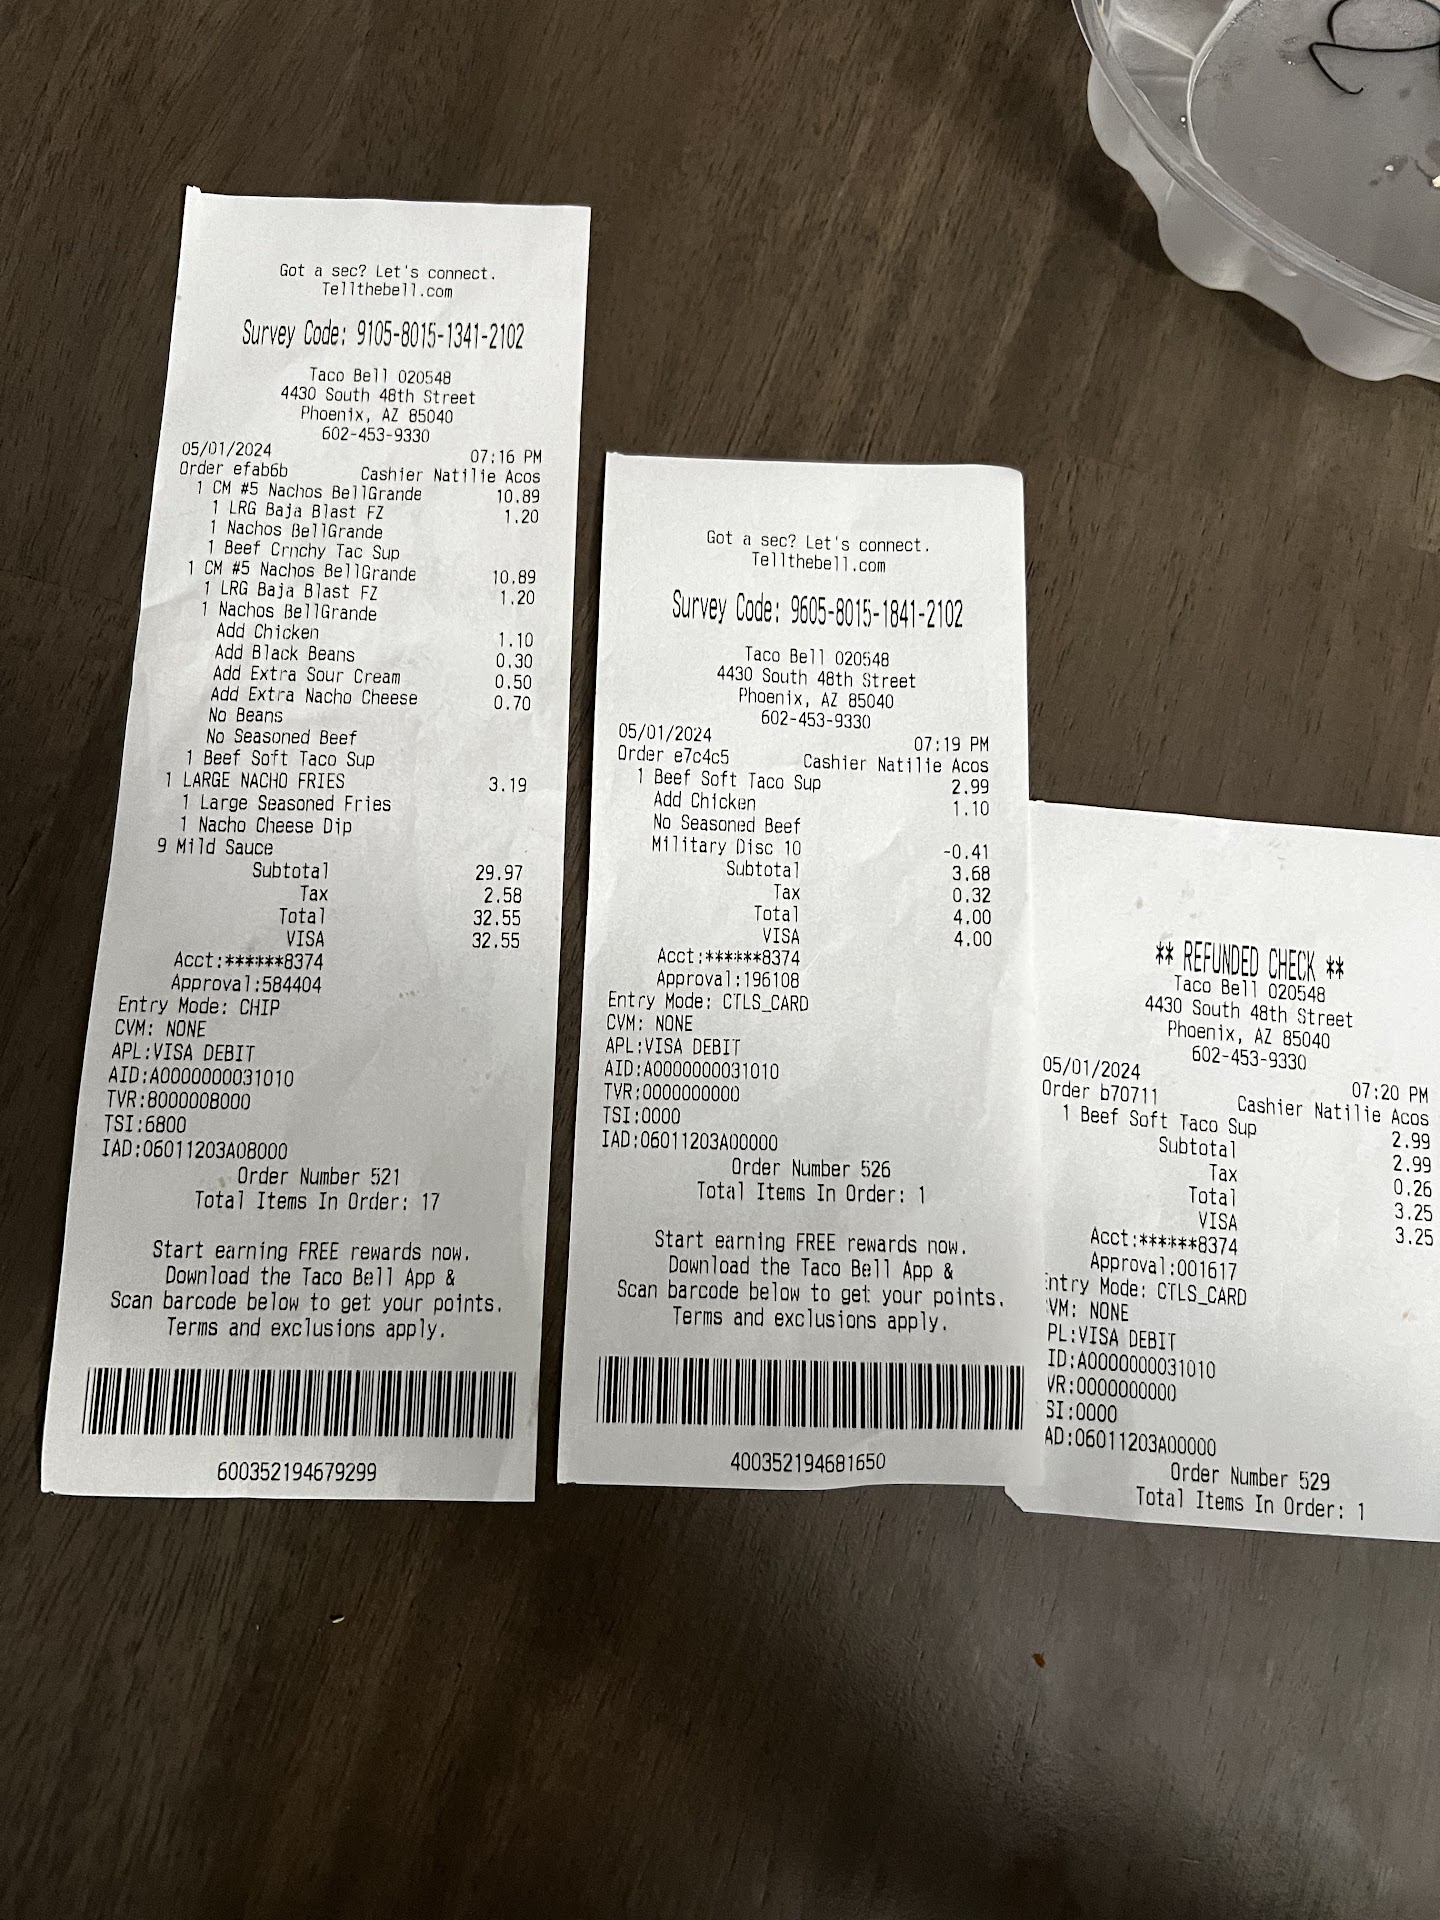 Got a sec? Let's connect.
Tellthebell.com
Survey Code: 9105-8015-1341-2102
Taco Bell 020548
4430 South 48th Street
Phoenix, AZ 85040
602-453-9330
05/01/2024 07:16 PM
Order efab6b Cashier Natilie Acos
1 CM #5 Nachos BellGrande 10.89
1 LRG Baja Blast FZ 1.20
1 Nachos BellGrande
1 Beef Crnchy Tac Sup
1 CM #5 Nachos BellGrande 10.89
1 LRG Baja Blast FZ 1.20
1 Nachos BellGrande
Add Chicken 1.10
Add Black Beans 0.30
Add Extra Sour Cream 0.50
Add Extra Nacho Cheese 0.70
No Beans
No Seasoned Beef
1 Beef Soft Taco Sup
1 LARGE NACHO FRIES 3.19
1 Large Seasoned Fries
1 Nacho Cheese Dip
9 Mild Sauce
Subtotal 29.97
Tax 2.58
Total 32.55
VISA 32.55
Acct:******8374
Approval:584404
Entry Mode: CHIP
CVM: NONE
APL:VISA DEBIT
AID:A0000000031010
TVR:8000008000
TSI:6800
IAD:06011203A08000
Order Number 521
Total Items In Order: 17
Start earning FREE rewards now.
Download the Taco Bell App &
Scan barcode below to get your points.
Terms and exclusions apply.
600352194679299
Got a sec? Let's connect.
Tellthebell.com
Survey Code: 9605-8015-1841-2102
Taco Bell 020548
4430 South 48th Street
Phoenix, AZ 85040
602-453-9330
05/01/2024 07:19 PM
Order e7c4c5 Cashier Natilie Acos
1 Beef Soft Taco Sup 2.99
Add Chicken 1.10
No Seasoned Beef
Military Disc 10 -0.41
Subtotal 3.68
Tax 0.32
Total 4.00
VISA 4.00
Acct:******8374
Approval:196108
Entry Mode: CTLS_CARD
CVM: NONE
APL:VISA DEBIT
AID:A0000000031010
TVR:0000000000
TSI:0000
IAD:06011203A00000
Order Number 526
Total Items In Order: 1
Start earning FREE rewards now.
Download the Taco Bell App &
Scan barcode below to get your points.
Terms and exclusions apply.
400352194681650
** REFUNDED CHECK **
Taco Bell 020548
4430 South 48th Street
Phoenix, AZ 85040
602-453-9330
05/01/2024 07:20 PM
Order b70711 Cashier Natilie Acos
1 Beef Soft Taco Sup 2.99
Subtotal 2.99
Tax 0.26
Total 3.25
VISA 3.25
Acct:******8374
Approval:001617
ntry Mode: CTLS_CARD
VM: NONE
PL:VISA DEBIT
ID:A0000000031010
VR:0000000000
SI:0000
AD:06011203A00000
Order Number 529
Total Items In Order: 1